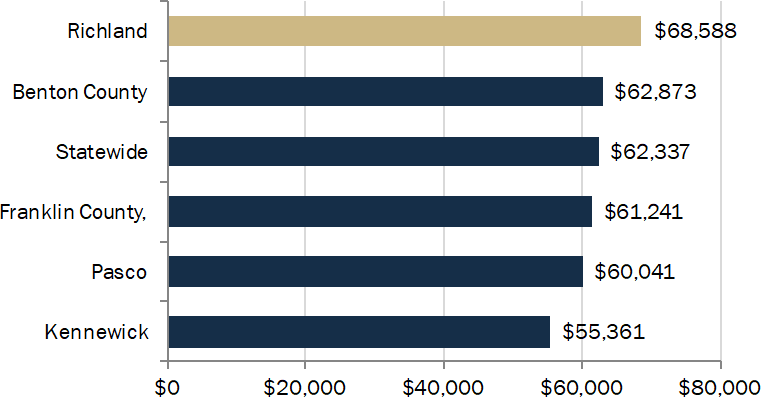 Richland $68,588
Benton County $62,873
Statewide $62,337
Franklin County, $61,241
Pasco $60,041
Kennewick $55,361
$0 $20,000 $40,000 $60,000 $80,000